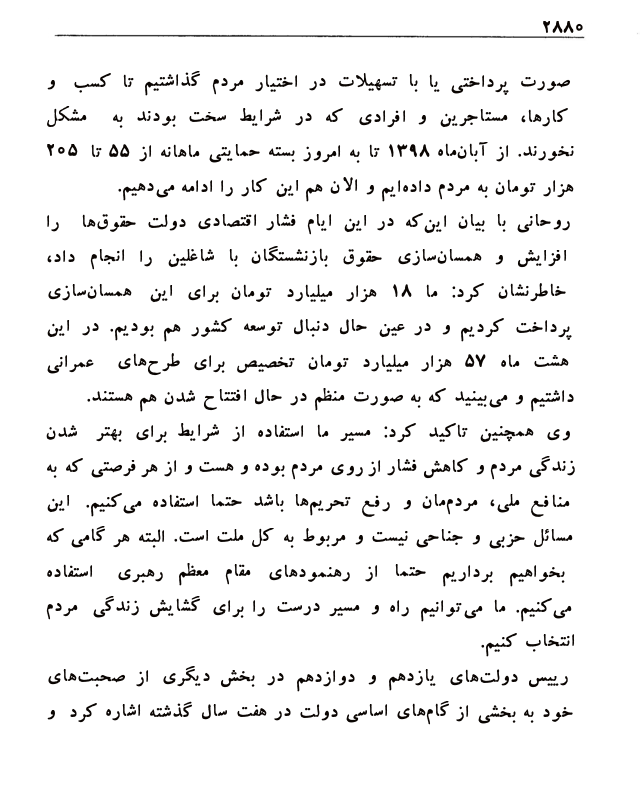 ۲۸۸۰
صورت پرداختی یا با تسهیلات در اختیار مردم گذاشتیم تا کسب و
کارها، مستاجرین و افرادی که در شرایط سخت بودند به مشکل
نخورند. از آبان‌ماه ۱۳۹۸ تا به امروز بسته حمایتی ماهانه از ۵۵ تا ۲۰۵
هزار تومان به مردم داده‌ایم و الان هم این کار را ادامه می‌دهیم.
روحانی با بیان این‌که در این ایام فشار اقتصادی دولت حقوق‌ها را
افزایش و همسان‌سازی حقوق بازنشستگان با شاغلین را انجام داد،
خاطرنشان کرد: ما ۱۸ هزار میلیارد تومان برای این همسان‌سازی
پرداخت کردیم و در عین حال دنبال توسعه کشور هم بودیم. در این
هشت ماه ۵۷ هزار میلیارد تومان تخصیص برای طرح‌های عمرانی
داشتیم و می‌بینید که به صورت منظم در حال افتتاح شدن هم هستند.
وی همچنین تاکید کرد: مسیر ما استفاده از شرایط برای بهتر شدن
زندگی مردم و کاهش فشار از روی مردم بوده و هست و از هر فرصتی که به
منافع ملی، مردم‌مان و رفع تحریم‌ها باشد حتما استفاده می‌کنیم. این
مسائل حزبی و جناحی نیست و مربوط به کل ملت است. البته هر گامی که
بخواهیم برداریم حتما از رهنمودهای مقام معظم رهبری استفاده
می‌کنیم. ما می‌توانیم راه و مسیر درست را برای گشایش زندگی مردم
انتخاب کنیم.
رییس دولت‌های یازدهم و دوازدهم در بخش دیگری از صحبت‌های
خود به بخشی از گام‌های اساسی دولت در هفت سال گذشته اشاره کرد و